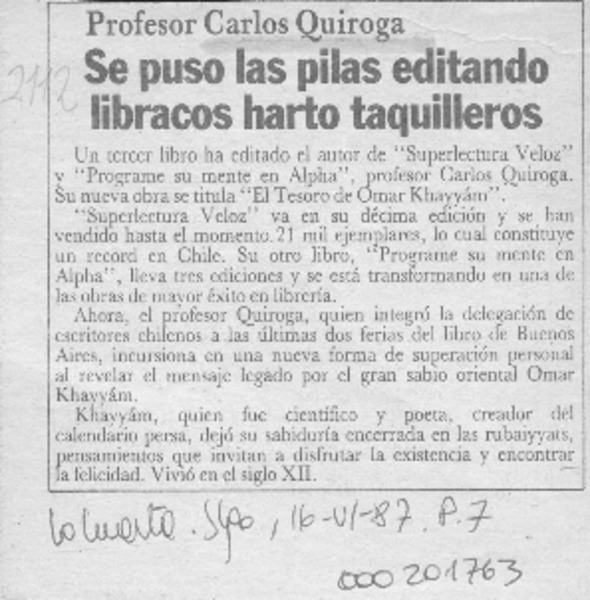 Profesor Carlos Quiroga
Se puso las pilas editando
libracos harto taquilleros
2112
Un tercer libro ha editado el autor de "Superlectura Veloz"
y "Programe su mente en Alpha", profesor Carlos Quiroga.
Su nueva obra se titula "El Tesoro de Omar Khayyám".
"Superlectura Veloz" va en su décima edición y se han
vendido hasta el momento 21 mil ejemplares, lo cual constituye
un record en Chile. Su otro libro, "Programe su mente en
Alpha", lleva tres ediciones y se está transformando en una de
las obras de mayor éxito en librería.
Ahora, el profesor Quiroga, quien integró la delegación de
escritores chilenos a las últimas dos ferias del libro de Buenos
Aires, incursiona en una nueva forma de superación personal
al revelar el mensaje legado por el gran sabio oriental Omar
Khayyám.
Khayyám, quien fue científico y poeta, creador del
calendario persa, dejó su sabiduría encerrada en las rubaiyyats,
pensamientos que invitan a disfrutar la existencia y encontrar
la felicidad. Vivió en el siglo XII.
La Cuarta. Stgo, 16-VI-87. P.7
000201763